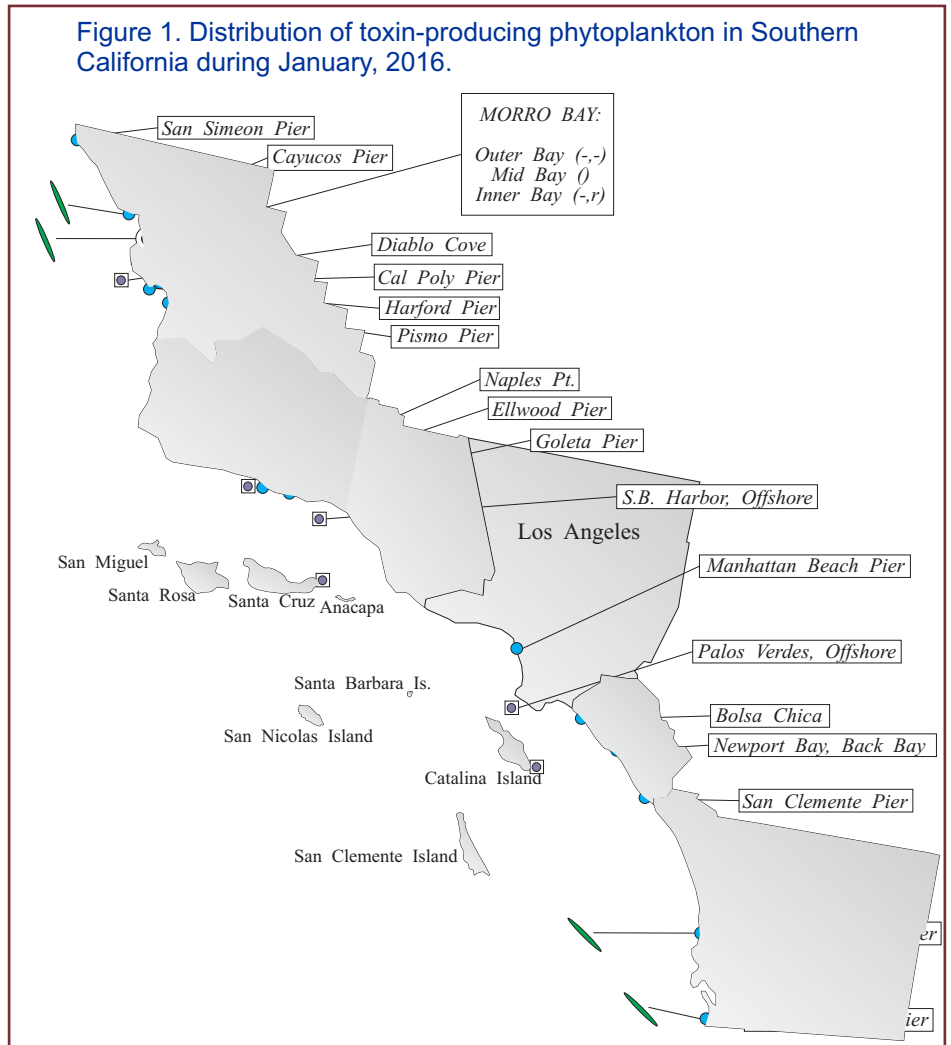 Figure 1. Distribution of toxin-producing phytoplankton in Southern
California during January, 2016.
San Simeon Pier
Cayucos Pier
MORRO BAY:
Outer Bay (-,-)
Mid Bay ()
Inner Bay (-,r)
Diablo Cove
Cal Poly Pier
Harford Pier
Pismo Pier
Naples Pt.
Ellwood Pier
Goleta Pier
S.B. Harbor, Offshore
Los Angeles
San Miguel
Santa Rosa
Santa Cruz
Anacapa
Manhattan Beach Pier
Palos Verdes, Offshore
Santa Barbara Is.
San Nicolas Island
Bolsa Chica
Newport Bay, Back Bay
Catalina Island
San Clemente Pier
San Clemente Island
er
ier